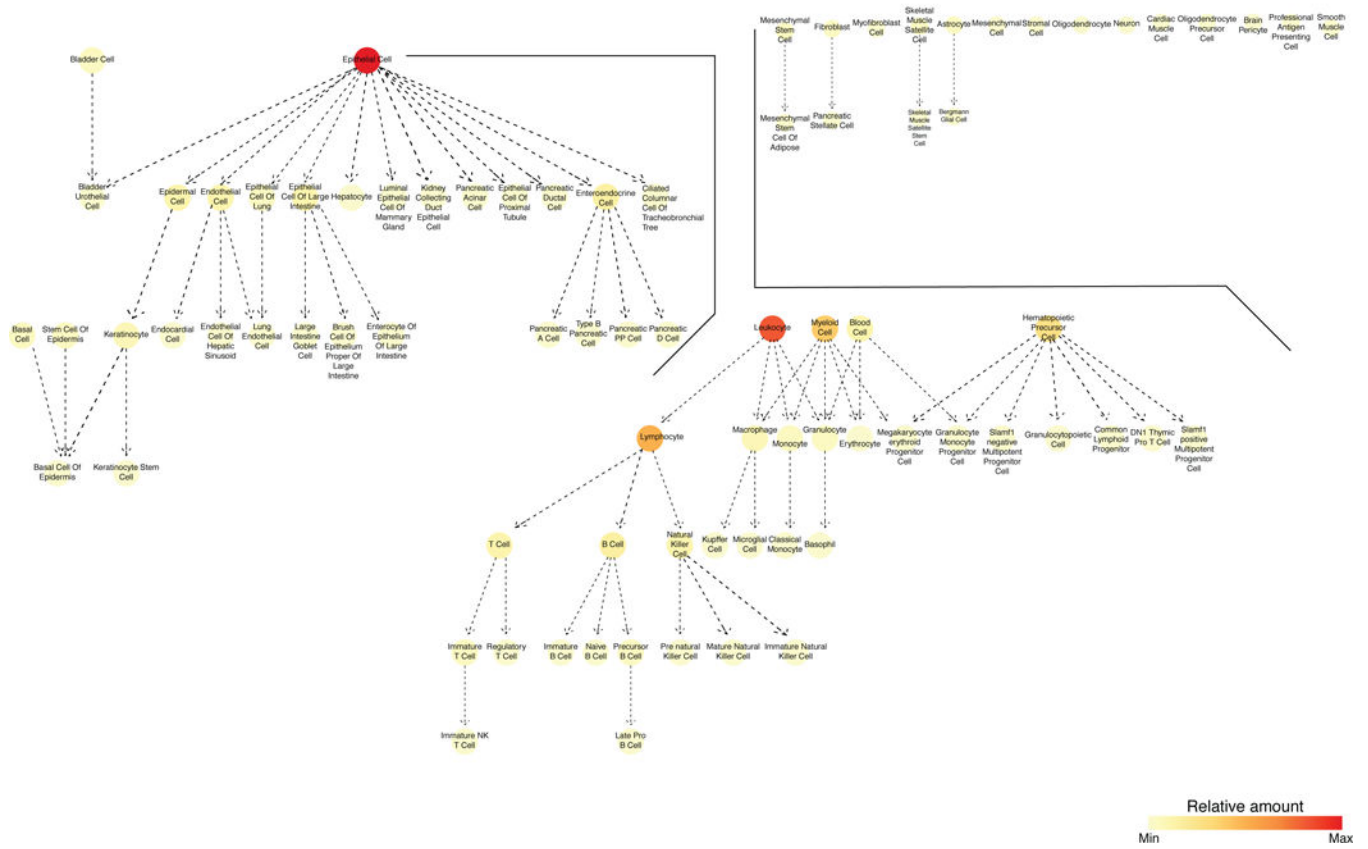 Bladder Cell
Epithelial Cell
Bladder
Urothelial
Cell
Epidermal
Cell
Endothelial
Cell
Epithelial
Cell Of
Lung
Epithelial
Cell Of Large
Intestine
Hepatocyte
Luminal
Epithelial
Cell Of
Mammary
Gland
Kidney
Collecting
Duct
Epithelial
Cell
Pancreatic
Acinar
Cell
Epithelial
Cell Of
Proximal
Tubule
Pancreatic
Ductal
Cell
Enteroendocrine
Cell
Ciliated
Columnar
Cell Of
Tracheobronchial
Tree
Basal
Cell
Stem Cell Of
Epidermis
Keratinocyte
Endocardial
Cell
Endothelial
Cell Of
Hepatic
Sinusoid
Lung
Endothelial
Cell
Large
Intestine
Goblet
Cell
Brush
Cell Of
Epithelium
Proper Of
Large
Intestine
Enterocyte Of
Epithelium
Of Large
Intestine
Pancreatic
A Cell
Type B
Pancreatic
Cell
Pancreatic
PP Cell
Pancreatic
D Cell
Basal Cell Of
Epidermis
Keratinocyte Stem
Cell
Mesenchymal
Stem
Cell
Fibroblast
Myofibroblast
Cell
Skeletal
Muscle
Satellite
Cell
Astrocyte
Mesenchymal
Cell
Stromal
Cell
Oligodendrocyte
Neuron
Cardiac
Muscle
Cell
Oligodendrocyte
Precursor
Cell
Brain
Pericyte
Professional
Antigen
Presenting
Cell
Smooth
Muscle
Cell
Mesenchymal
Stem
Cell Of
Adipose
Pancreatic
Stellate Cell
Skeletal
Muscle
Satellite
Stem
Cell
Bergmann
Glial Cell
Leukocyte
Myeloid
Cell
Blood
Cell
Hematopoietic
Precursor
Cell
Lymphocyte
Macrophage
Monocyte
Granulocyte
Erythrocyte
Megakaryocyte
erythroid
Progenitor
Cell
Granulocyte
Monocyte
Progenitor
Cell
Slamf1
negative
Multipotent
Progenitor
Cell
Granulocytopoietic
Cell
Common
Lymphoid
Progenitor
DN1 Thymic
Pro T Cell
Slamf1
positive
Multipotent
Progenitor
Cell
T Cell
B Cell
Natural
Killer
Cell
Kupffer
Cell
Microglial
Cell
Classical
Monocyte
Basophil
Immature
T Cell
Regulatory
T Cell
Immature
B Cell
Naive
B Cell
Precursor
B Cell
Pre natural
Killer Cell
Mature Natural
Killer Cell
Immature Natural
Killer Cell
Immature NK
T Cell
Late Pro
B Cell
Relative amount
Min
Max